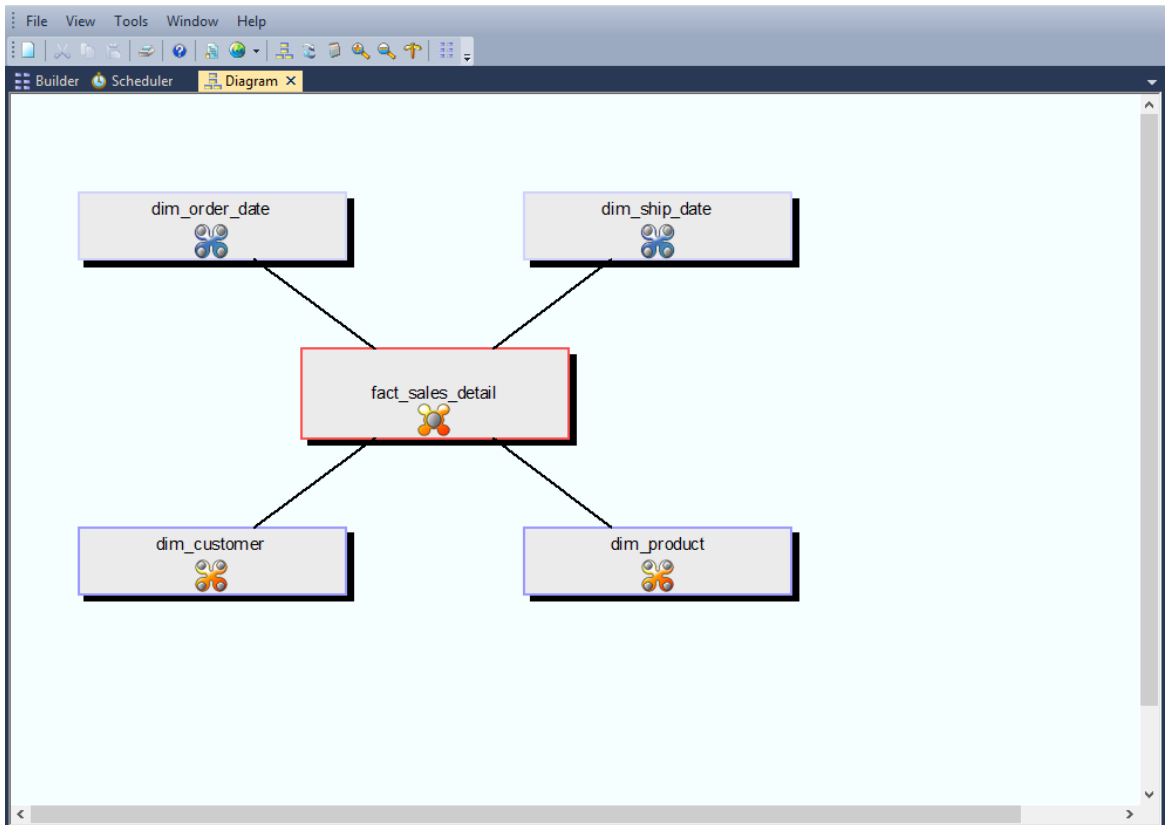 File View Tools Window Help
Builder Scheduler Diagram
dim_order_date dim_ship_date
fact_sales_detail
dim_customer dim_product